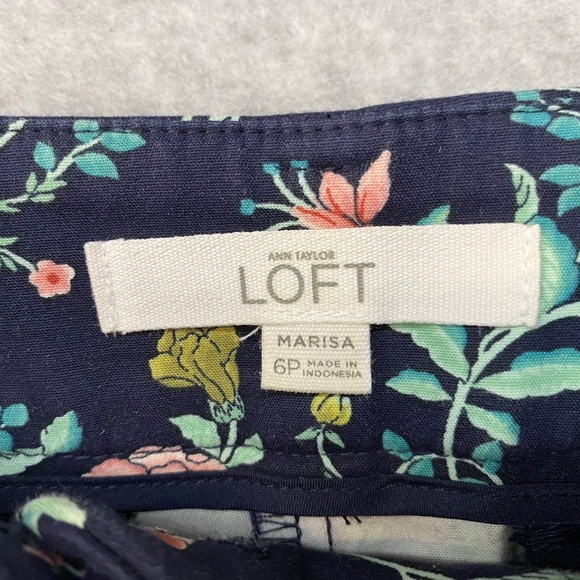 ANN TAYLOR
LOFT
MARISA
6P MADE IN
INDONESIA